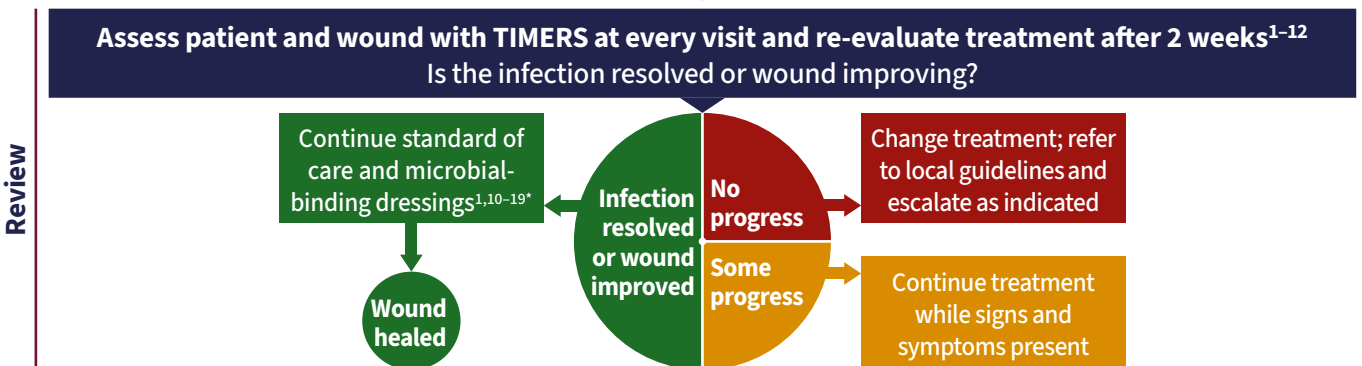 Assess patient and wound with TIMERS at every visit and re-evaluate treatment after 2 weeks1–12
Is the infection resolved or wound improving?
Review
Continue standard of
care and microbial-
binding dressings1,10–19*
Wound
healed
Infection
resolved
or wound
improved
No
progress
Change treatment; refer
to local guidelines and
escalate as indicated
Some
progress
Continue treatment
while signs and
symptoms present